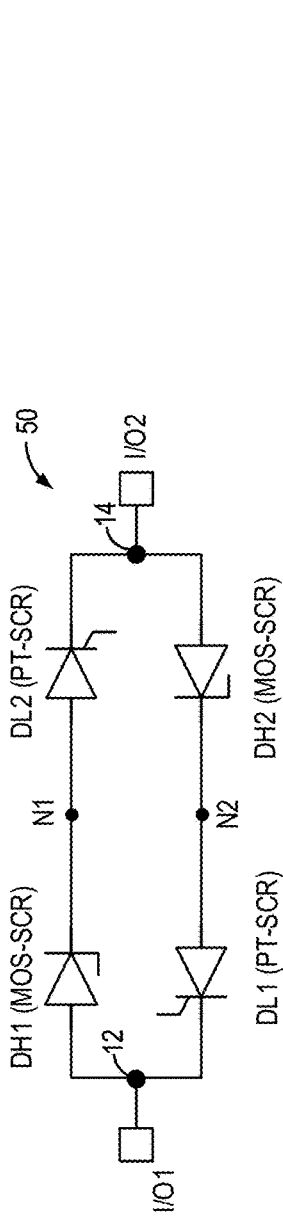 50
DH1 (MOS-SCR)
N1
DL2 (PT-SCR)
I/O1
12
14
I/O2
DL1 (PT-SCR)
N2
DH2 (MOS-SCR)